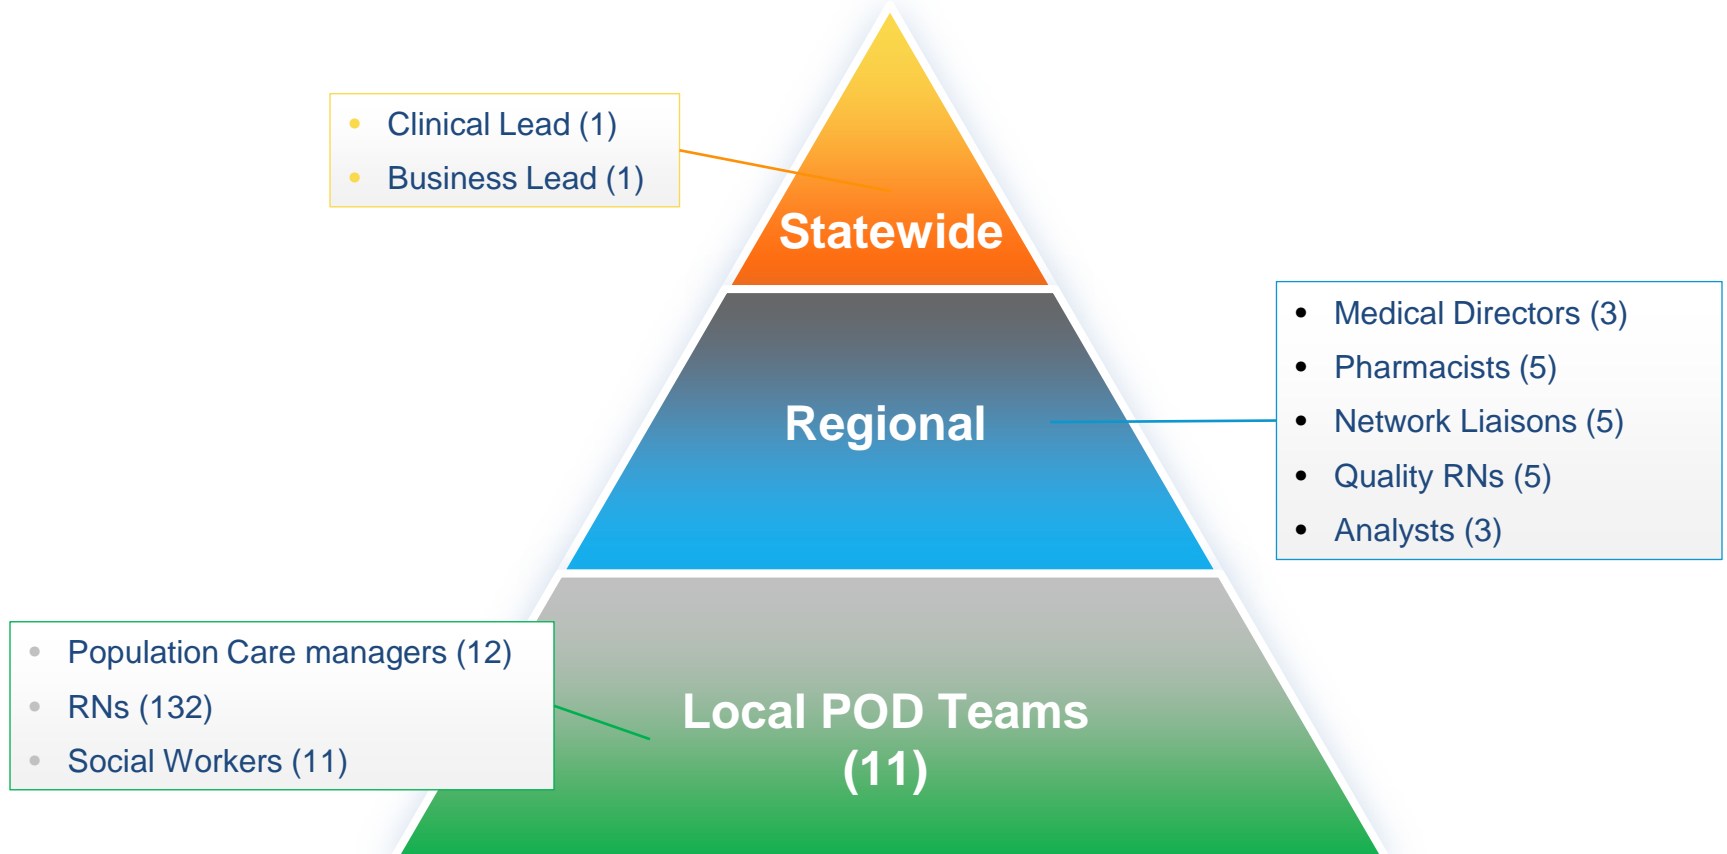 • Clinical Lead (1)
• Business Lead (1)
Statewide
• Medical Directors (3)
• Pharmacists (5)
• Network Liaisons (5)
• Quality RNs (5)
• Analysts (3)
Regional
• Population Care managers (12)
• RNs (132)
• Social Workers (11)
Local POD Teams
(11)